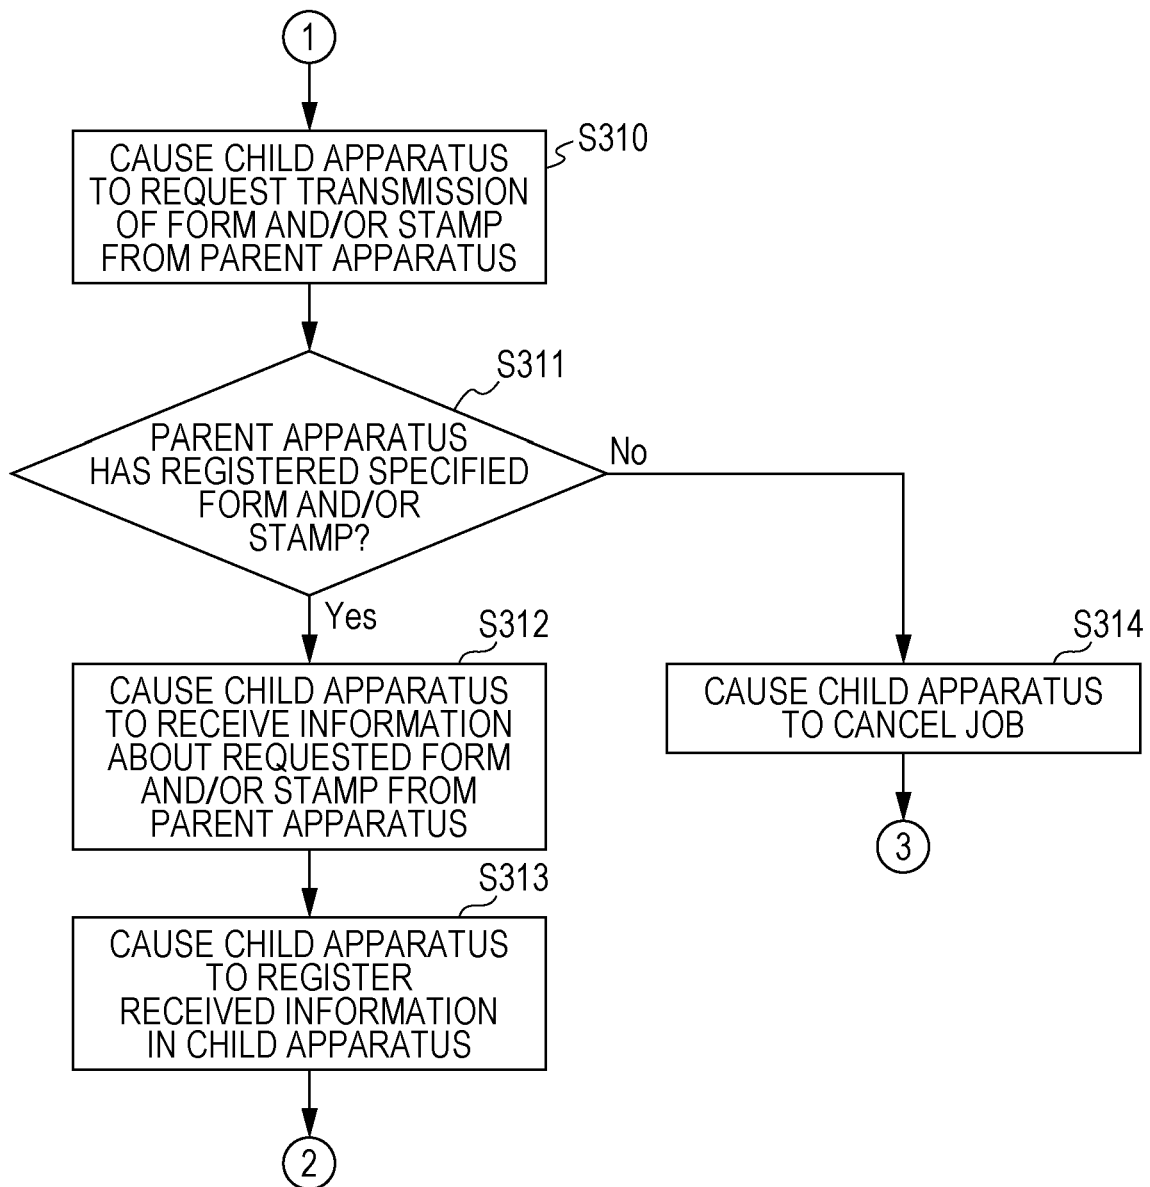 1
S310
CAUSE CHILD APPARATUS
TO REQUEST TRANSMISSION
OF FORM AND/OR STAMP
FROM PARENT APPARATUS
S311
PARENT APPARATUS
HAS REGISTERED SPECIFIED
FORM AND/OR
STAMP?
No
Yes
S312
CAUSE CHILD APPARATUS
TO RECEIVE INFORMATION
ABOUT REQUESTED FORM
AND/OR STAMP FROM
PARENT APPARATUS
S314
CAUSE CHILD APPARATUS
TO CANCEL JOB
3
S313
CAUSE CHILD APPARATUS
TO REGISTER
RECEIVED INFORMATION
IN CHILD APPARATUS
2